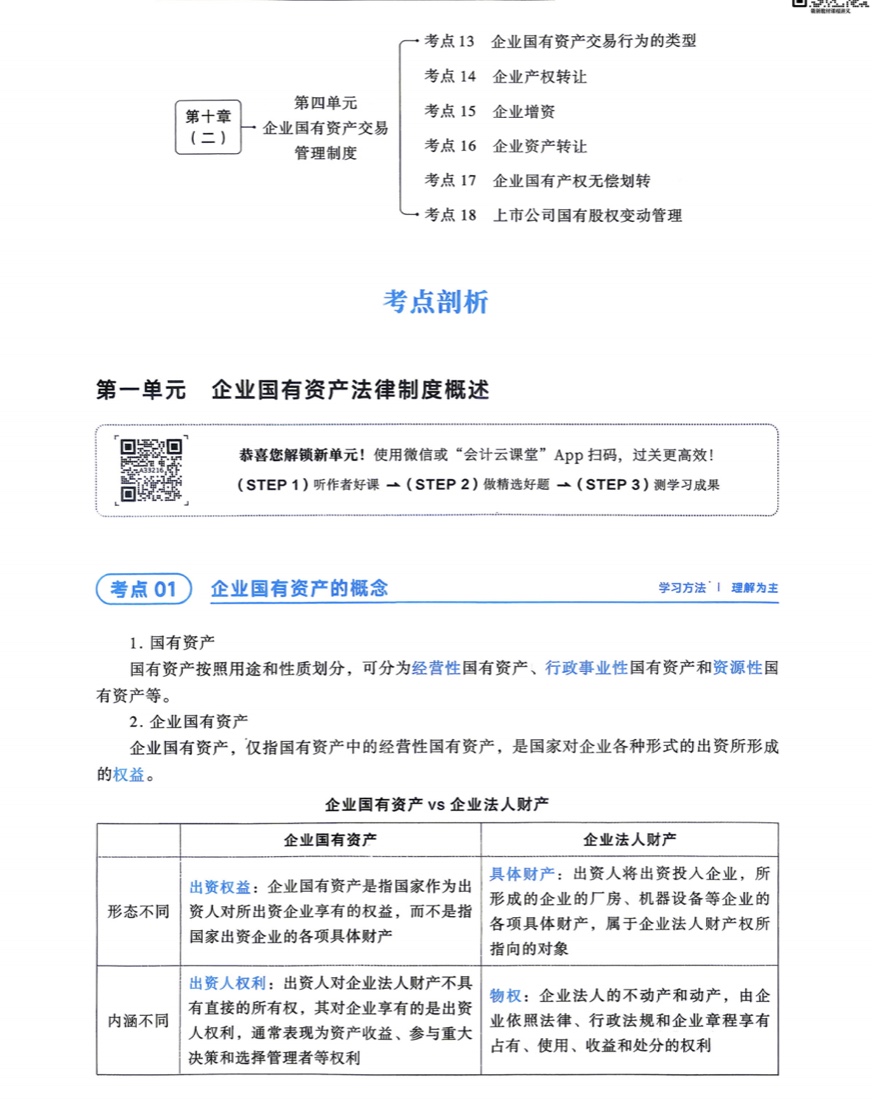 考点 13 企业国有资产交易行为的类型
考点 14 企业产权转让
考点 15 企业增资
考点 16 企业资产转让
考点 17 企业国有产权无偿划转
考点 18 上市公司国有股权变动管理
第十章
（二）
第四单元
企业国有资产交易
管理制度
考点剖析
第一单元 企业国有资产法律制度概述
恭喜您解锁新单元！使用微信或“会计云课堂”App 扫码，过关更高效！
（STEP 1）听作者好课 ⇀（STEP 2）做精选好题 ⇀（STEP 3）测学习成果
考点 01 企业国有资产的概念 学习方法 | 理解为主
1. 国有资产
国有资产按照用途和性质划分，可分为经营性国有资产、行政事业性国有资产和资源性国
有资产等。
2. 企业国有资产
企业国有资产，仅指国有资产中的经营性国有资产，是国家对企业各种形式的出资所形成
的权益。
企业国有资产 vs 企业法人财产
企业国有资产 企业法人财产
形态不同
出资权益：企业国有资产是指国家作为出
资人对所出资企业享有的权益，而不是指
国家出资企业的各项具体财产
具体财产：出资人将出资投入企业，所
形成的企业的厂房、机器设备等企业的
各项具体财产，属于企业法人财产权所
指向的对象
内涵不同
出资人权利：出资人对企业法人财产不具
有直接的所有权，其对企业享有的是出资
人权利，通常表现为资产收益、参与重大
决策和选择管理者等权利
物权：企业法人的不动产和动产，由企
业依照法律、行政法规和企业章程享有
占有、使用、收益和处分的权利